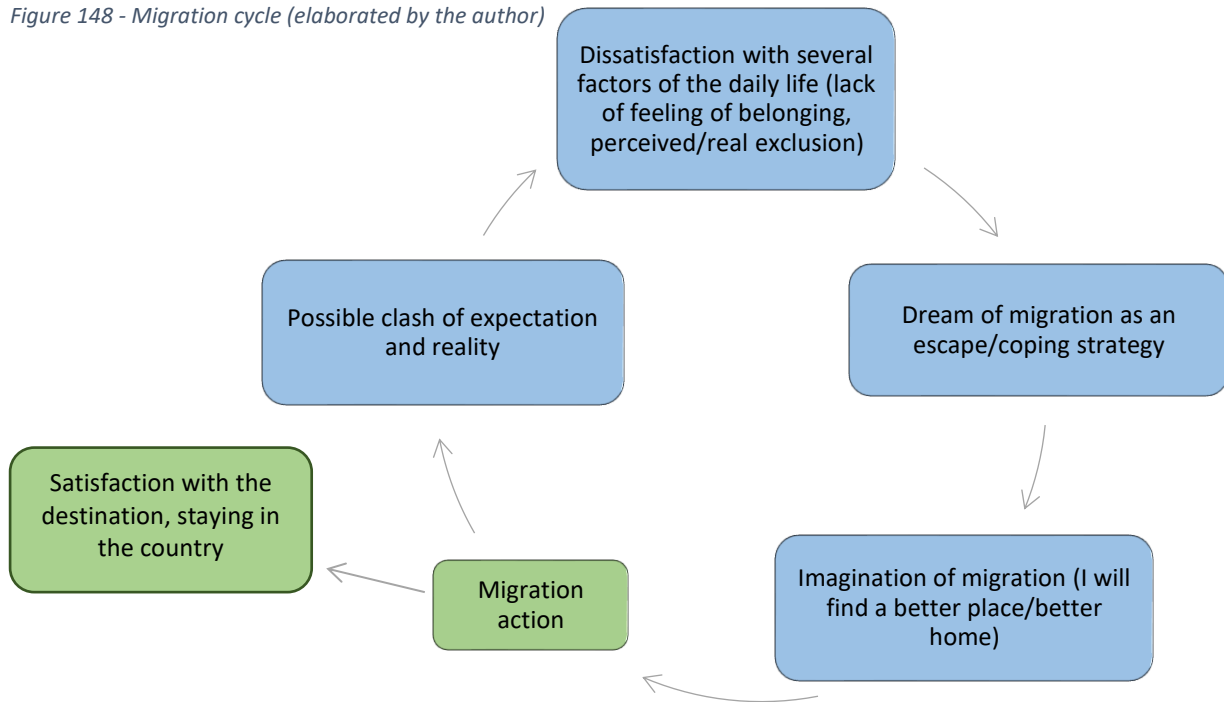 Figure 148 - Migration cycle (elaborated by the author)
Dissatisfaction with several
factors of the daily life (lack
of feeling of belonging,
perceived/real exclusion)
Dream of migration as an
escape/coping strategy
Imagination of migration (I will
find a better place/better
home)
Migration
action
Satisfaction with the
destination, staying in
the country
Possible clash of expectation
and reality